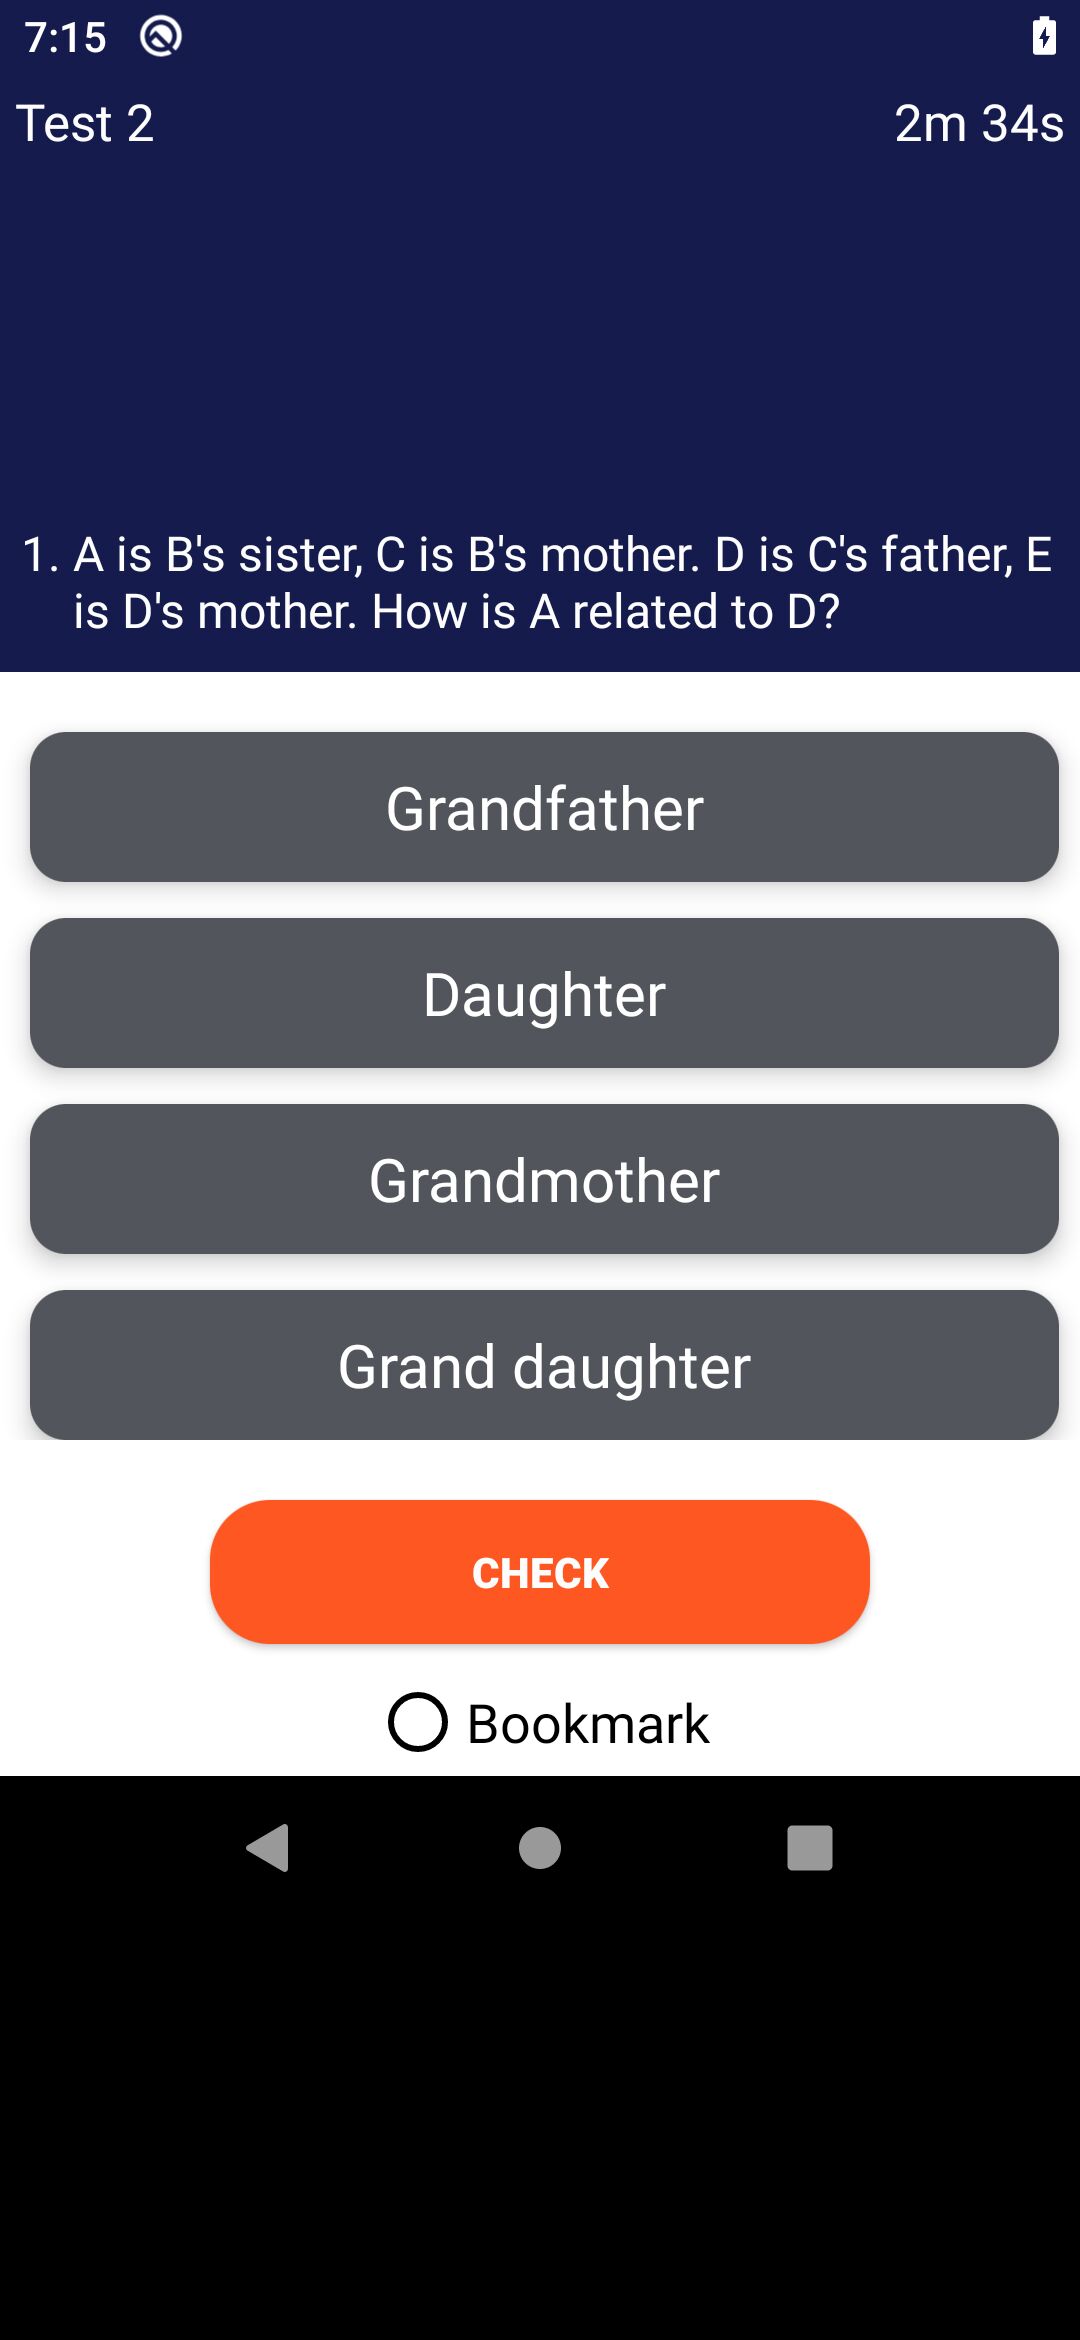 7:15
Test 2
2m 34s
1. A is B's sister, C is B's mother. D is C's father, E
is D's mother. How is A related to D?
Grandfather
Daughter
Grandmother
Grand daughter
CHECK
Bookmark